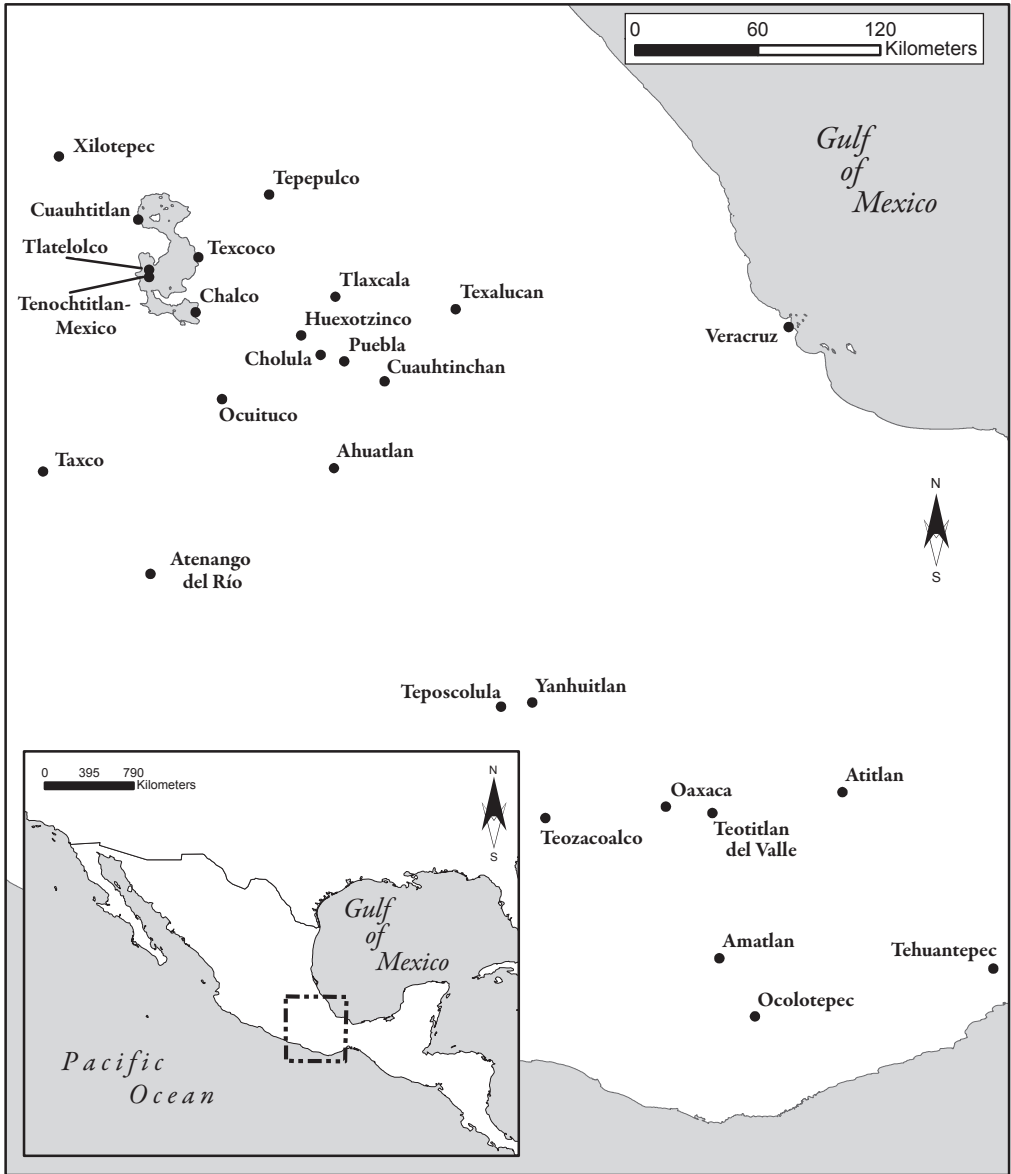 0 60 120
Kilometers
Gulf
of
Mexico
Xilotepec
Tepepulco
Cuauhtitlan
Tlatelolco
Texcoco
Tenochtitlan-
Mexico
Chalco
Tlaxcala
Texalucan
Huexotzinco
Veracruz
Puebla
Cholula
Cuauhtinchan
Ocuituco
Ahuatlan
Taxco
N
S
Atenango
del Río
Teposcolula
Yanhuitlan
Atitlan
Oaxaca
Teozacoalco
Teotitlan
del Valle
Amatlan
Tehuantepec
Ocolotepec
0 395 790
Kilometers
N
S
Gulf
of
Mexico
Pacific
Ocean